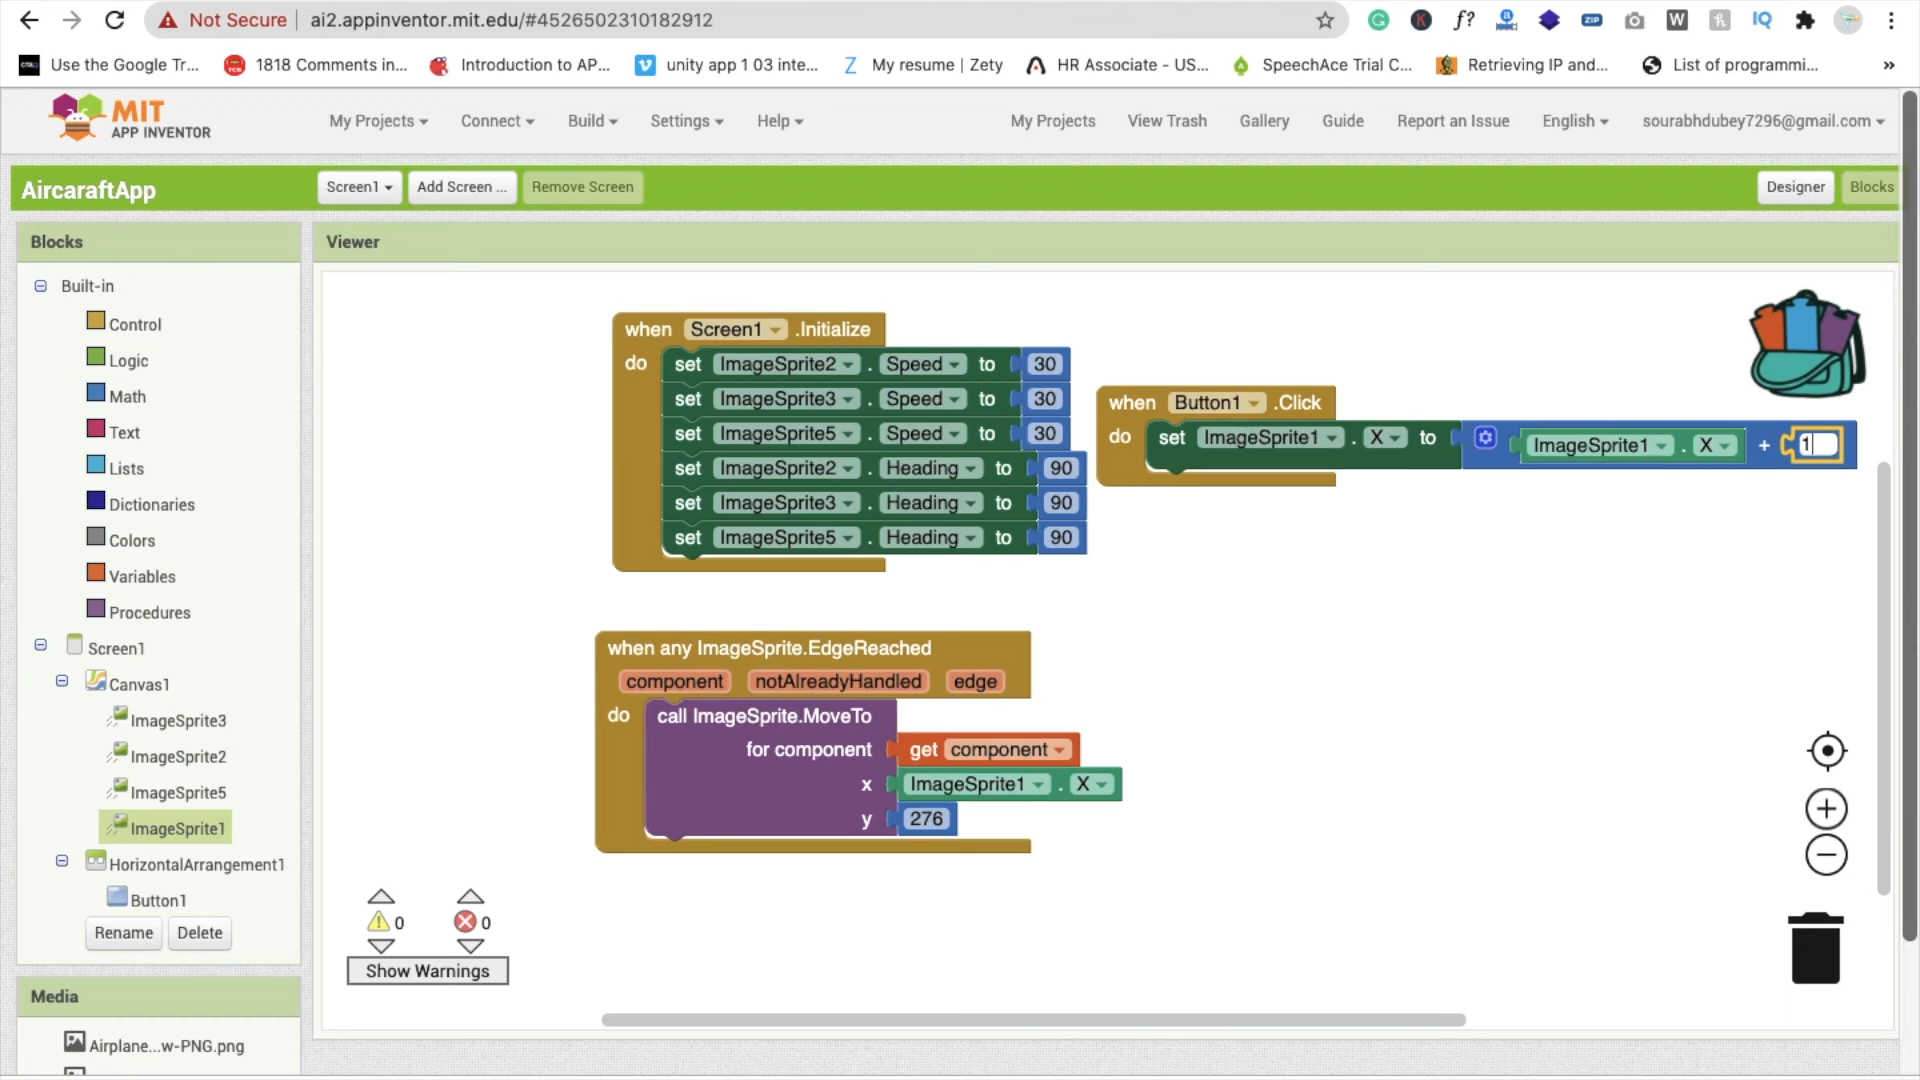 Not Secure
ai2.appinventor.mit.edu/#4526502310182912
Use the Google Tr...
1818 Comments in...
Introduction to AP...
unity app 1 03 inte...
My resume | Zety
HR Associate - US...
SpeechAce Trial C...
Retrieving IP and...
List of programmi...
»
MIT
APP INVENTOR
My Projects
Connect
Build
Settings
Help
My Projects
View Trash
Gallery
Guide
Report an Issue
English
sourabhdubey7296@gmail.com
AircaraftApp
Screen1
Add Screen ...
Remove Screen
Designer
Blocks
Blocks
Viewer
Built-in
Control
Logic
Math
Text
Lists
Dictionaries
Colors
Variables
Procedures
Screen1
Canvas1
ImageSprite3
ImageSprite2
ImageSprite5
ImageSprite1
HorizontalArrangement1
Button1
Rename
Delete
Media
Airplane...w-PNG.png
when Screen1 .Initialize
do set ImageSprite2 . Speed to 30
set ImageSprite3 . Speed to 30
set ImageSprite5 . Speed to 30
set ImageSprite2 . Heading to 90
set ImageSprite3 . Heading to 90
set ImageSprite5 . Heading to 90
when Button1 .Click
do set ImageSprite1 . X to ImageSprite1 . X + 1
when any ImageSprite.EdgeReached
component notAlreadyHandled edge
do call ImageSprite.MoveTo
for component get component
x ImageSprite1 . X
y 276
0 0
Show Warnings